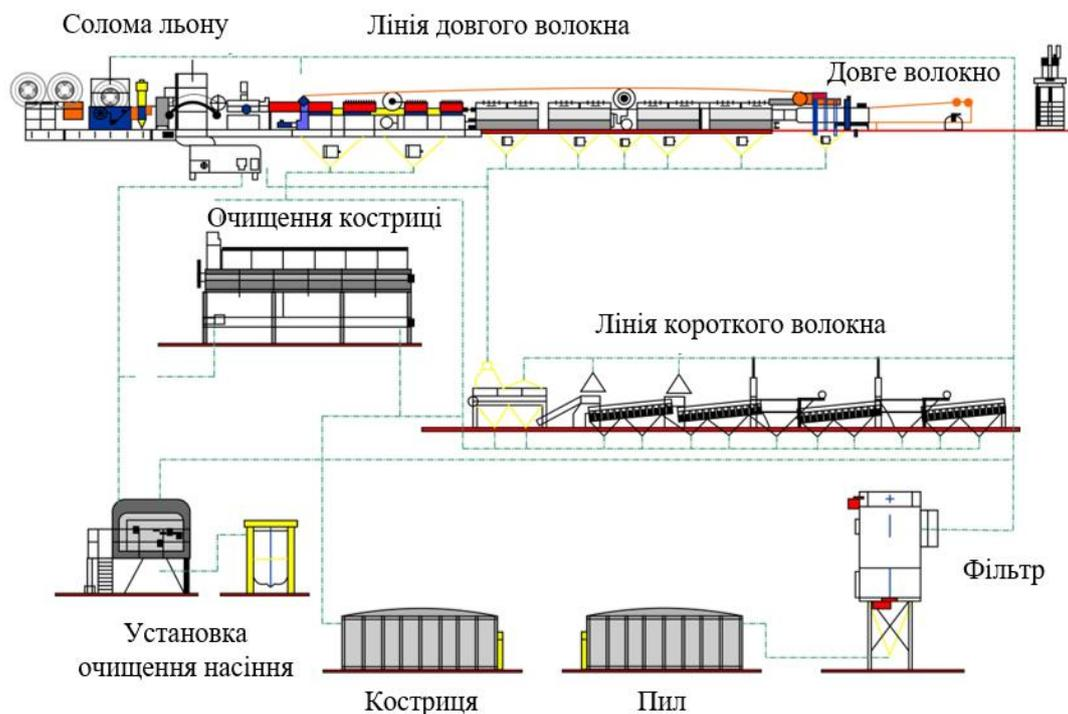 Солома льону
Лінія довгого волокна
Довге волокно
Очищення костриці
Лінія короткого волокна
Фільтр
Установка
очищення насіння
Костриця
Пил